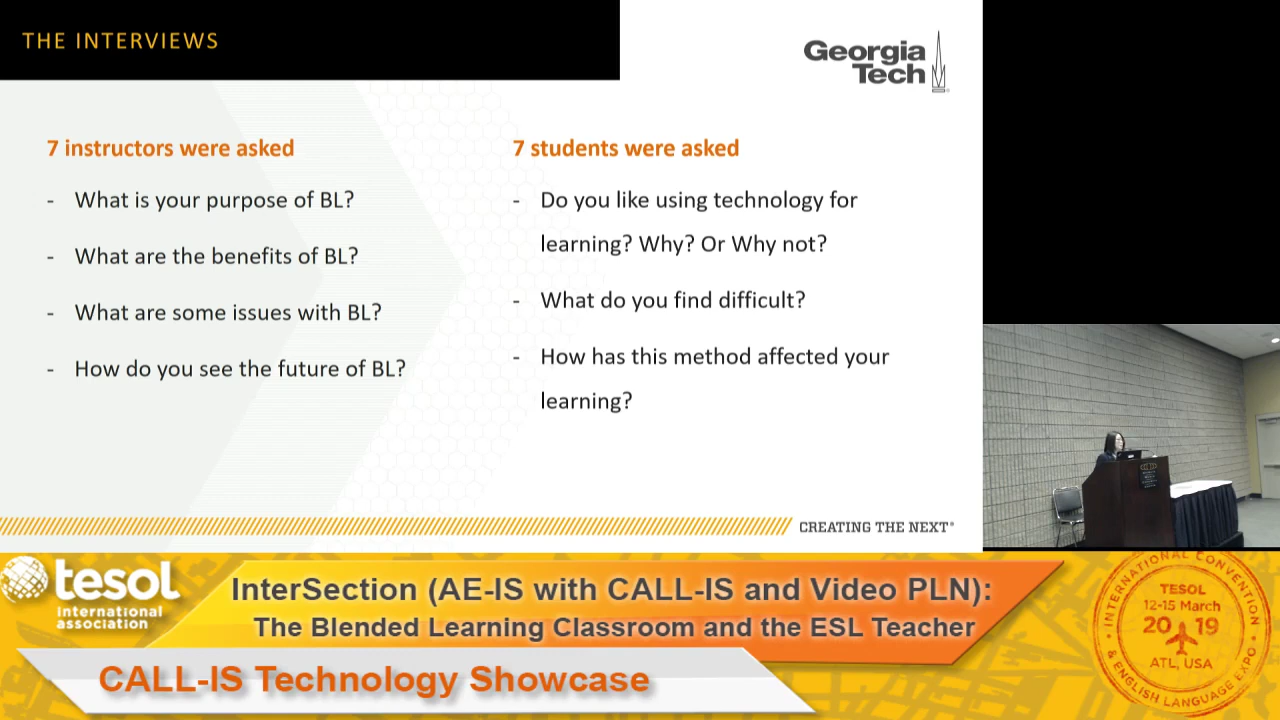 THE INTERVIEWS
Georgia
Tech
7 instructors were asked
- What is your purpose of BL?
- What are the benefits of BL?
- What are some issues with BL?
- How do you see the future of BL?
7 students were asked
- Do you like using technology for
learning? Why? Or Why not?
- What do you find difficult?
- How has this method affected your
learning?
CREATING THE NEXT®
tesol
international
association
InterSection (AE-IS with CALL-IS and Video PLN):
The Blended Learning Classroom and the ESL Teacher
CALL-IS Technology Showcase
INTERNATIONAL CONVENTION
TESOL
12-15 March
20 19
ATL, USA
& ENGLISH LANGUAGE EXPO